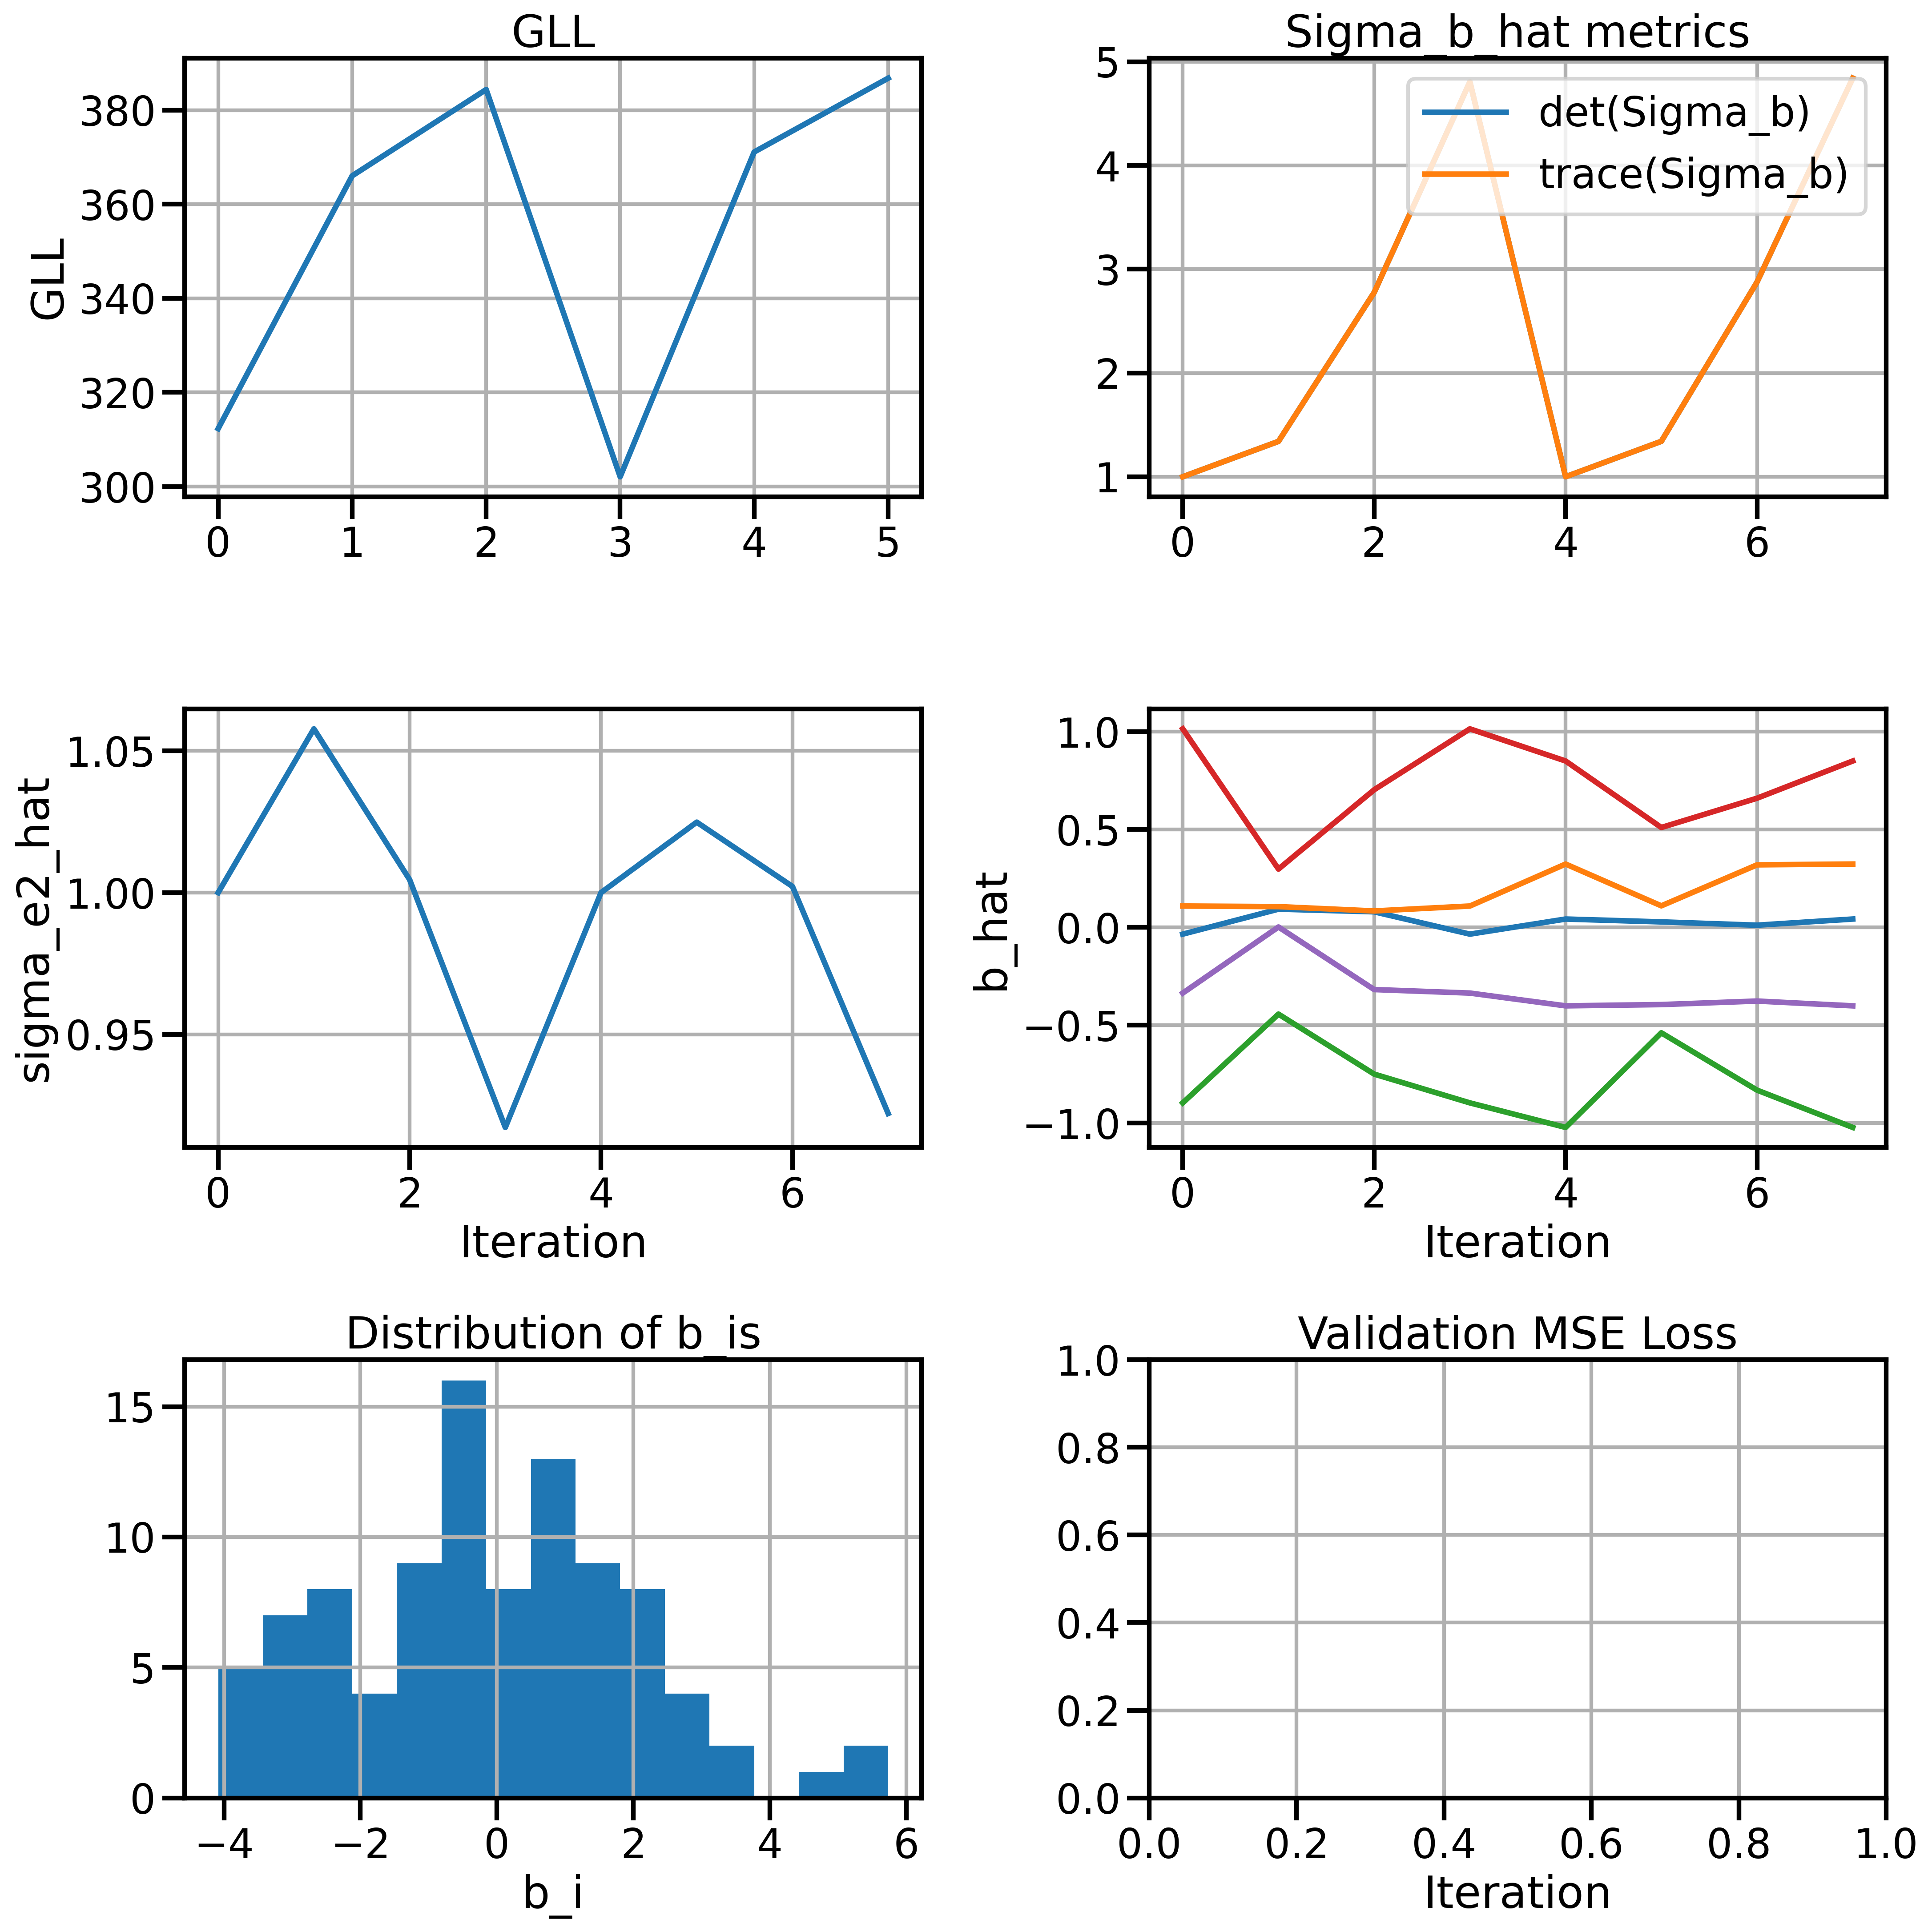 GLL
GLL
380
360
340
320
300
0 1 2 3 4 5
Sigma_b_hat metrics
5
4
3
2
1
det(Sigma_b)
trace(Sigma_b)
0 2 4 6
sigma_e2_hat
1.05
1.00
0.95
0 2 4 6
Iteration
b_hat
1.0
0.5
0.0
−0.5
−1.0
0 2 4 6
Iteration
Distribution of b_is
15
10
5
0
−4 −2 0 2 4 6
b_i
Validation MSE Loss
1.0
0.8
0.6
0.4
0.2
0.0
0.0 0.2 0.4 0.6 0.8 1.0
Iteration